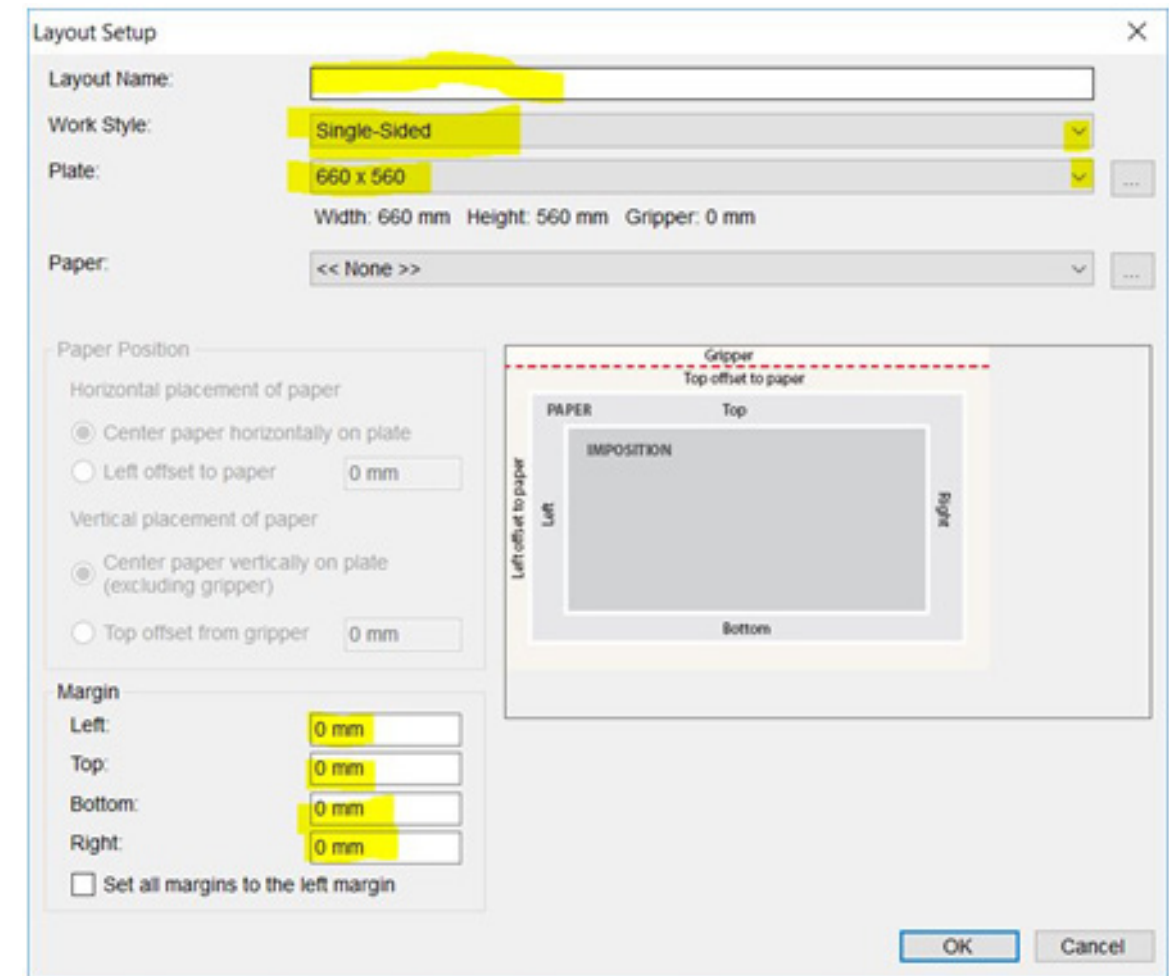 Layout Setup
Layout Name:
Work Style: Single-Sided
Plate: 660 x 560 ...
Width: 660 mm Height: 560 mm Gripper: 0 mm
Paper: << None >> ...
Paper Position
Horizontal placement of paper
Center paper horizontally on plate
Left offset to paper 0 mm
Vertical placement of paper
Center paper vertically on plate
(excluding gripper)
Top offset from gripper 0 mm
Gripper
Top offset to paper
PAPER Top
IMPOSITION
Left offset to paper
Left
Right
Bottom
Margin
Left: 0 mm
Top: 0 mm
Bottom: 0 mm
Right: 0 mm
Set all margins to the left margin
OK Cancel